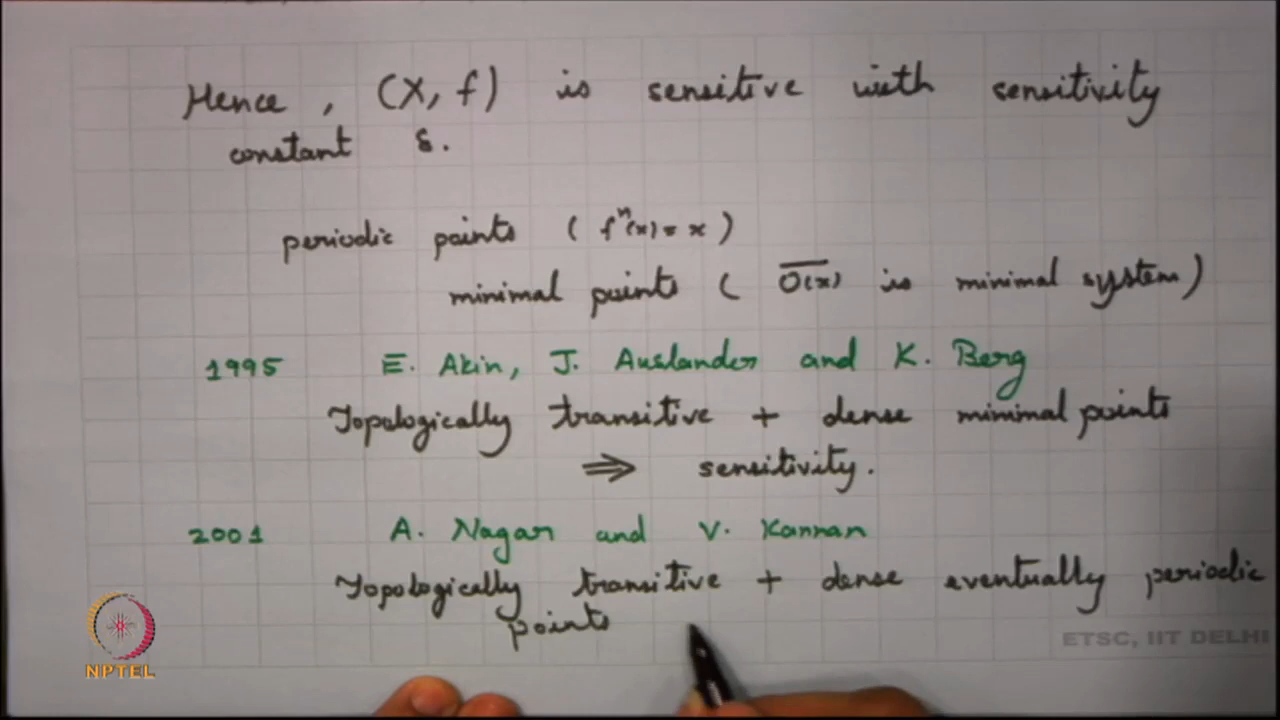 Hence, (X, f) is sensitive with sensitivity
constant δ.
periodic points ( fⁿ(x) = x )
minimal points ( \overline{O(x)} is minimal system )
1995 E. Akin, J. Auslander and K. Berg
Topologically transitive + dense minimal points
⇒ sensitivity.
2001 A. Nagar and V. Kannan
Topologically transitive + dense eventually periodic
points
ETSC, IIT DELHI
NPTEL